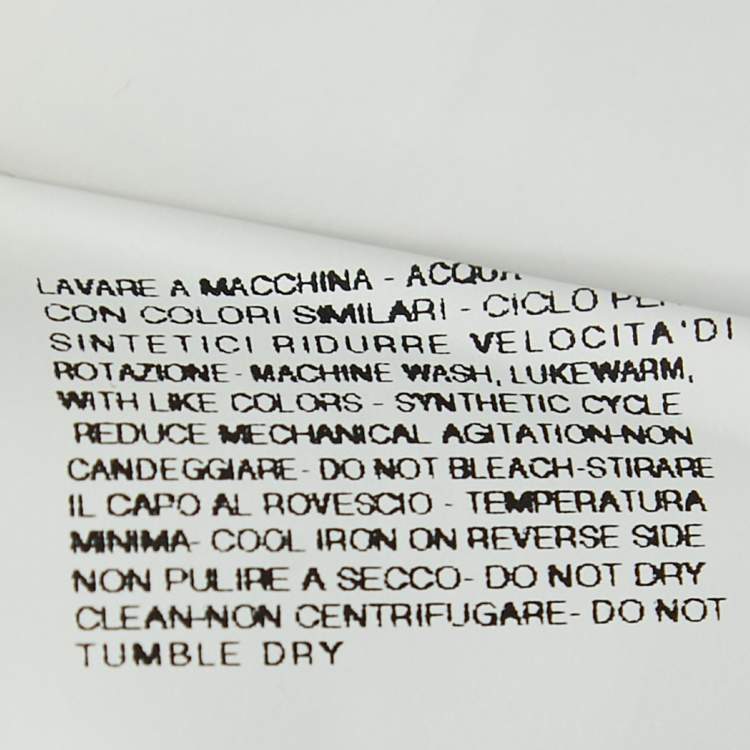 LAVARE A MACCHINA - ACQUA
CON COLORI SIMILARI - CICLO PER
SINTETICI RIDURRE VELOCITA'DI
ROTAZIONE - MACHINE WASH, LUKEWARM,
WITH LIKE COLORS - SYNTHETIC CYCLE
REDUCE MECHANICAL AGITATION-NON
CANDEGGIARE - DO NOT BLEACH-STIRARE
IL CAPO AL ROVESCIO - TEMPERATURA
MINIMA- COOL IRON ON REVERSE SIDE
NON PULIRE A SECCO- DO NOT DRY
CLEAN-NON CENTRIFUGARE- DO NOT
TUMBLE DRY